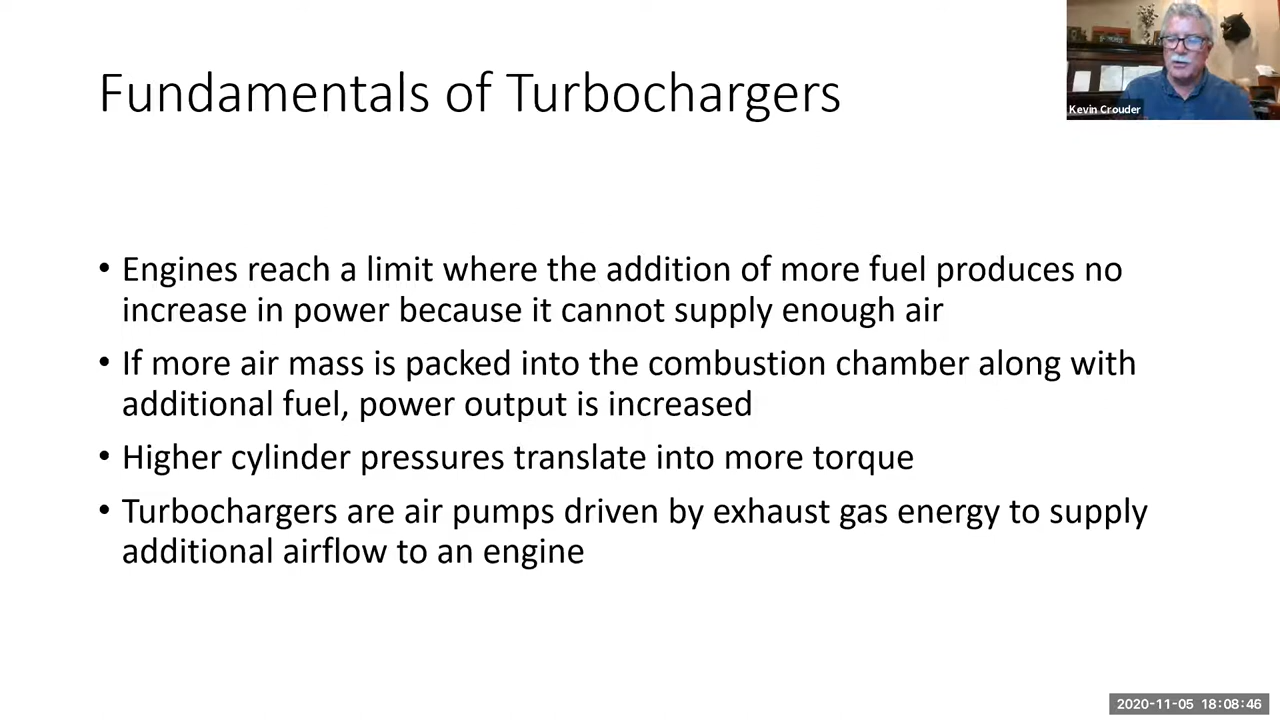 Fundamentals of Turbochargers
Kevin Crouder
• Engines reach a limit where the addition of more fuel produces no
increase in power because it cannot supply enough air
• If more air mass is packed into the combustion chamber along with
additional fuel, power output is increased
• Higher cylinder pressures translate into more torque
• Turbochargers are air pumps driven by exhaust gas energy to supply
additional airflow to an engine
2020-11-05 18:08:46